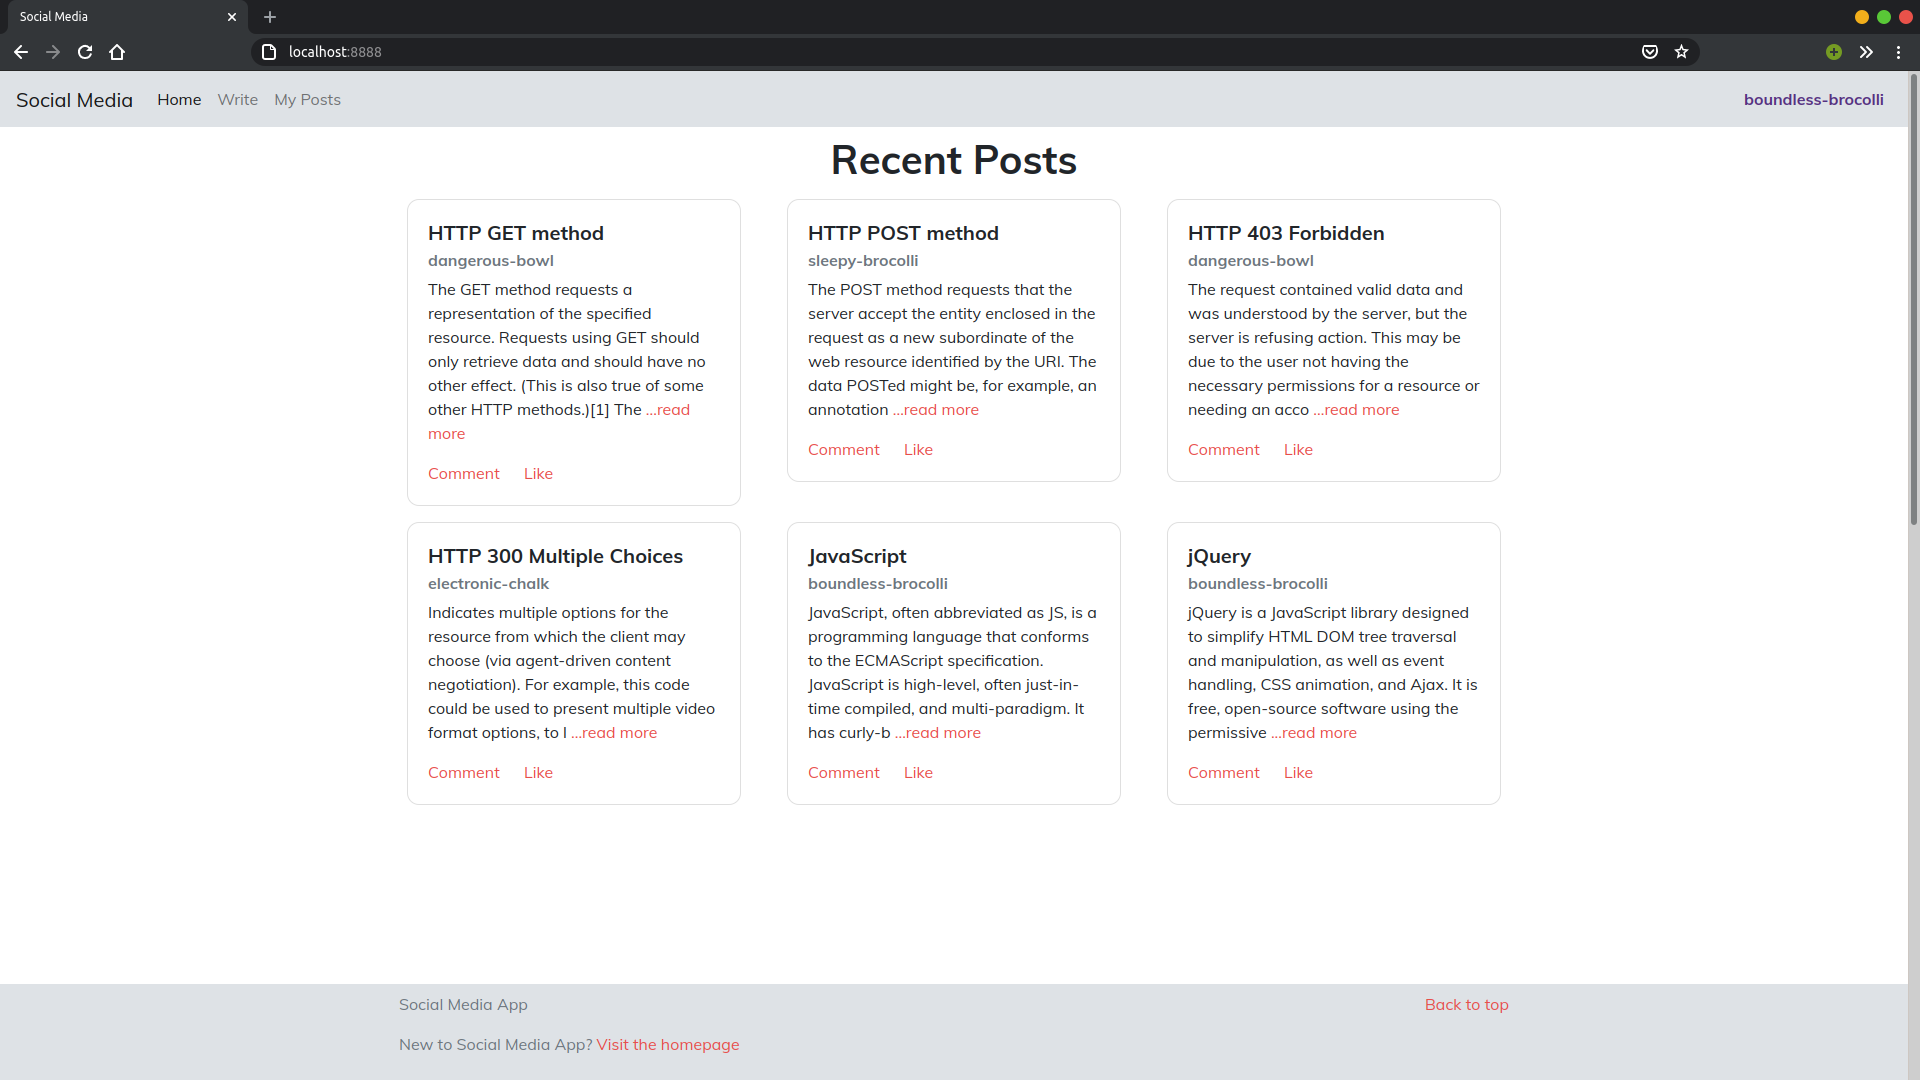 Social Media
localhost:8888
Social Media Home Write My Posts boundless-brocolli
Recent Posts
HTTP GET method
dangerous-bowl
The GET method requests a
representation of the specified
resource. Requests using GET should
only retrieve data and should have no
other effect. (This is also true of some
other HTTP methods.)[1] The ...read
more
Comment Like
HTTP POST method
sleepy-brocolli
The POST method requests that the
server accept the entity enclosed in the
request as a new subordinate of the
web resource identified by the URI. The
data POSTed might be, for example, an
annotation ...read more
Comment Like
HTTP 403 Forbidden
dangerous-bowl
The request contained valid data and
was understood by the server, but the
server is refusing action. This may be
due to the user not having the
necessary permissions for a resource or
needing an acco ...read more
Comment Like
HTTP 300 Multiple Choices
electronic-chalk
Indicates multiple options for the
resource from which the client may
choose (via agent-driven content
negotiation). For example, this code
could be used to present multiple video
format options, to l ...read more
Comment Like
JavaScript
boundless-brocolli
JavaScript, often abbreviated as JS, is a
programming language that conforms
to the ECMAScript specification.
JavaScript is high-level, often just-in-
time compiled, and multi-paradigm. It
has curly-b ...read more
Comment Like
jQuery
boundless-brocolli
jQuery is a JavaScript library designed
to simplify HTML DOM tree traversal
and manipulation, as well as event
handling, CSS animation, and Ajax. It is
free, open-source software using the
permissive ...read more
Comment Like
Social Media App
Back to top
New to Social Media App? Visit the homepage